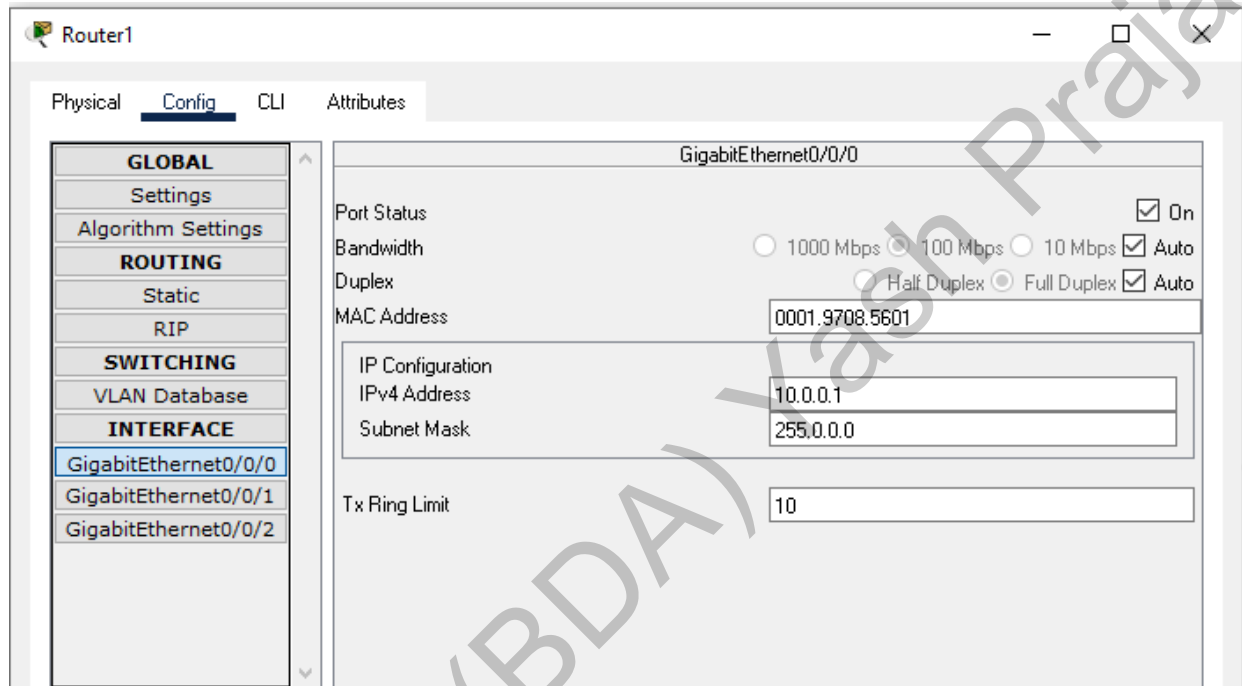 Router1
Physical Config CLI Attributes
GLOBAL
Settings
Algorithm Settings
ROUTING
Static
RIP
SWITCHING
VLAN Database
INTERFACE
GigabitEthernet0/0/0
GigabitEthernet0/0/1
GigabitEthernet0/0/2
GigabitEthernet0/0/0
Port Status On
Bandwidth 1000 Mbps 100 Mbps 10 Mbps Auto
Duplex Half Duplex Full Duplex Auto
MAC Address 0001.9708.5601
IP Configuration
IPv4 Address 10.0.0.1
Subnet Mask 255.0.0.0
Tx Ring Limit 10
(BDA) Yash Praja